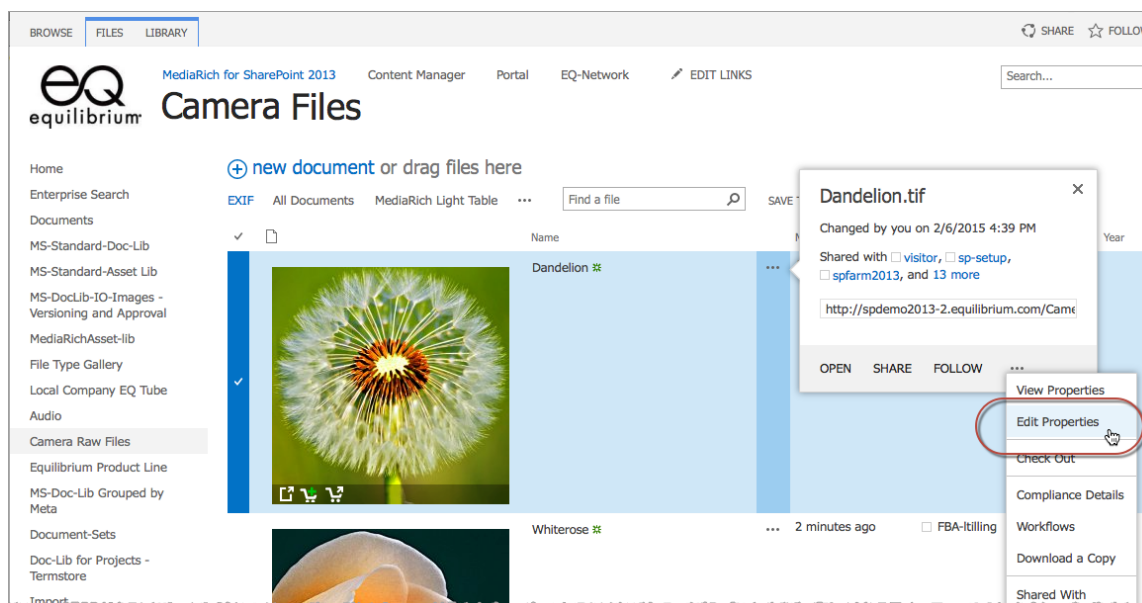 BROWSE FILES LIBRARY SHARE FOLLOW
eQ
equilibrium
MediaRich for SharePoint 2013 Content Manager Portal EQ-Network EDIT LINKS
Search...
Camera Files
Home
Enterprise Search
Documents
MS-Standard-Doc-Lib
MS-Standard-Asset Lib
MS-DocLib-IO-Images -
Versioning and Approval
MediaRichAsset-lib
File Type Gallery
Local Company EQ Tube
Audio
Camera Raw Files
Equilibrium Product Line
MS-Doc-Lib Grouped by
Meta
Document-Sets
Doc-Lib for Projects -
Termstore
Import
new document or drag files here
EXIF All Documents MediaRich Light Table ... Find a file SAVE
Name Year
Dandelion ...
Whiterose ... 2 minutes ago FBA-ltilling
Dandelion.tif
Changed by you on 2/6/2015 4:39 PM
Shared with visitor, sp-setup,
spfarm2013, and 13 more
http://spdemo2013-2.equilibrium.com/Came
OPEN SHARE FOLLOW ...
View Properties
Edit Properties
Check Out
Compliance Details
Workflows
Download a Copy
Shared With